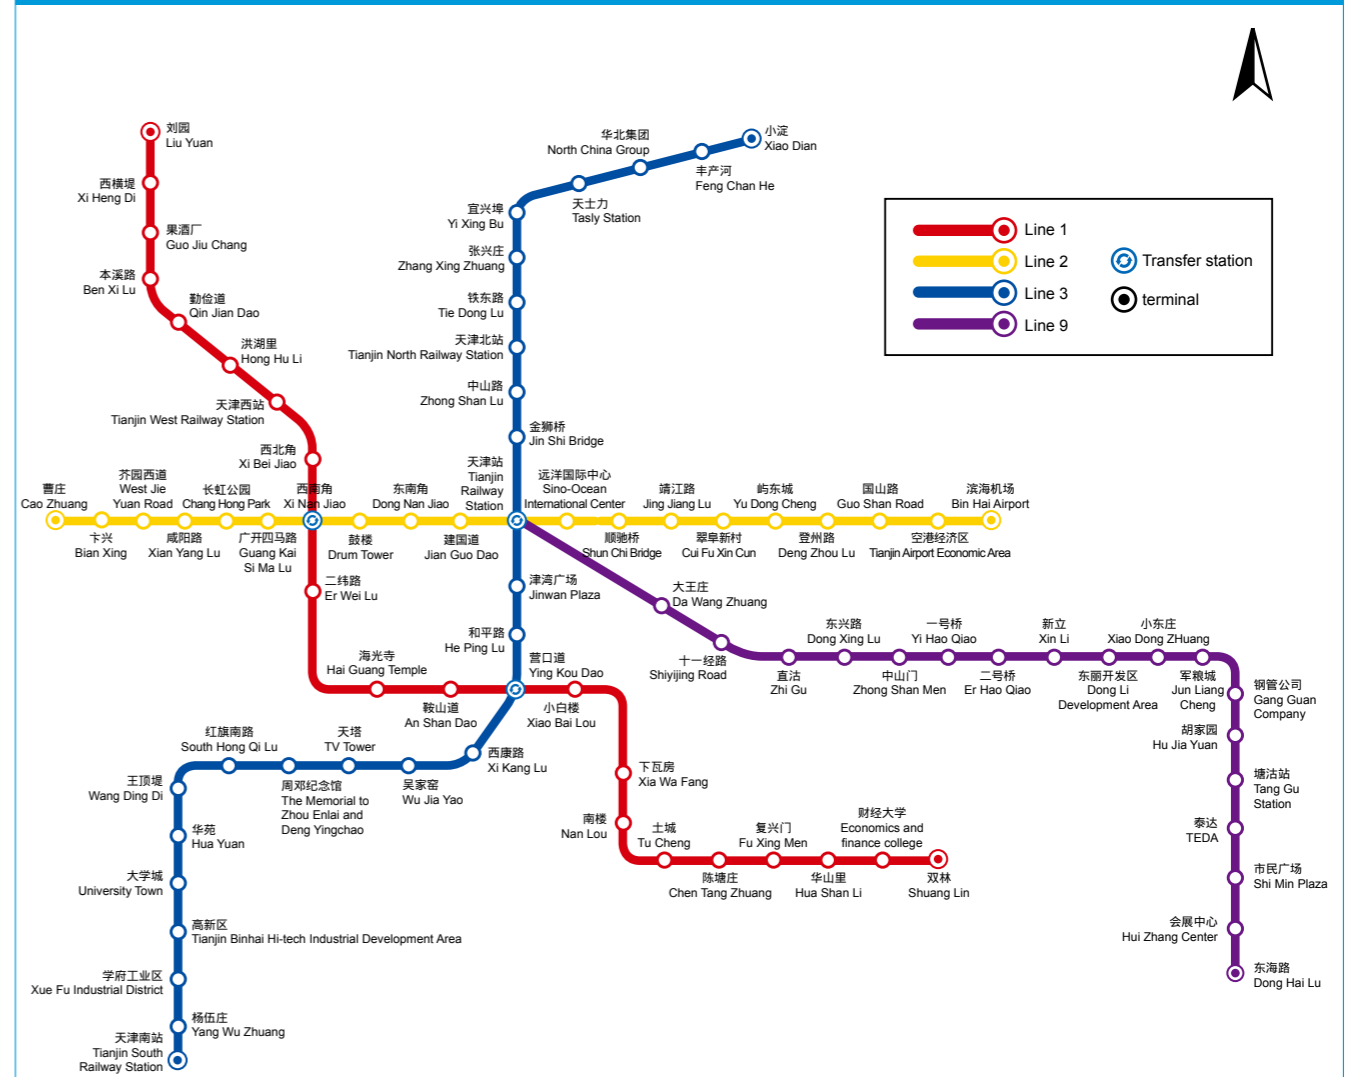 刘园
Liu Yuan
西横堤
Xi Heng Di
果酒厂
Guo Jiu Chang
本溪路
Ben Xi Lu
勤俭道
Qin Jian Dao
洪湖里
Hong Hu Li
天津西站
Tianjin West Railway Station
西北角
Xi Bei Jiao
西南角
Xi Nan Jiao
二纬路
Er Wei Lu
海光寺
Hai Guang Temple
鞍山道
An Shan Dao
营口道
Ying Kou Dao
小白楼
Xiao Bai Lou
下瓦房
Xia Wa Fang
南楼
Nan Lou
土城
Tu Cheng
陈塘庄
Chen Tang Zhuang
复兴门
Fu Xing Men
华山里
Hua Shan Li
财经大学
Economics and
finance college
双林
Shuang Lin
小淀
Xiao Dian
丰产河
Feng Chan He
华北集团
North China Group
天士力
Tasly Station
宜兴埠
Yi Xing Bu
张兴庄
Zhang Xing Zhuang
铁东路
Tie Dong Lu
天津北站
Tianjin North Railway Station
中山路
Zhong Shan Lu
金狮桥
Jin Shi Bridge
天津站
Tianjin
Railway
Station
津湾广场
Jinwan Plaza
和平路
He Ping Lu
西康路
Xi Kang Lu
吴家窑
Wu Jia Yao
天塔
TV Tower
周邓纪念馆
The Memorial to
Zhou Enlai and
Deng Yingchao
红旗南路
South Hong Qi Lu
王顶堤
Wang Ding Di
华苑
Hua Yuan
大学城
University Town
高新区
Tianjin Binhai Hi-tech Industrial Development Area
学府工业区
Xue Fu Industrial District
杨伍庄
Yang Wu Zhuang
天津南站
Tianjin South
Railway Station
曹庄
Cao Zhuang
卞兴
Bian Xing
芥园西道
West Jie
Yuan Road
咸阳路
Xian Yang Lu
长虹公园
Chang Hong Park
广开四马路
Guang Kai
Si Ma Lu
鼓楼
Drum Tower
东南角
Dong Nan Jiao
建国道
Jian Guo Dao
远洋国际中心
Sino-Ocean
International Center
顺驰桥
Shun Chi Bridge
靖江路
Jing Jiang Lu
翠阜新村
Cui Fu Xin Cun
屿东城
Yu Dong Cheng
登州路
Deng Zhou Lu
国山路
Guo Shan Road
空港经济区
Tianjin Airport Economic Area
滨海机场
Bin Hai Airport
大王庄
Da Wang Zhuang
十一经路
Shiyijing Road
直沽
Zhi Gu
东兴路
Dong Xing Lu
中山门
Zhong Shan Men
一号桥
Yi Hao Qiao
二号桥
Er Hao Qiao
新立
Xin Li
东丽开发区
Dong Li
Development Area
小东庄
Xiao Dong ZHuang
军粮城
Jun Liang
Cheng
钢管公司
Gang Guan
Company
胡家园
Hu Jia Yuan
塘沽站
Tang Gu
Station
泰达
TEDA
市民广场
Shi Min Plaza
会展中心
Hui Zhang Center
东海路
Dong Hai Lu
Line 1
Line 2
Line 3
Line 9
Transfer station
terminal